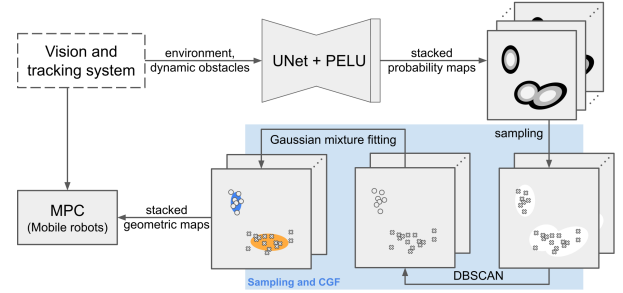 Vision and
tracking system
environment,
dynamic obstacles
UNet + PELU
stacked
probability maps
sampling
Gaussian mixture fitting
MPC
(Mobile robots)
stacked
geometric maps
Sampling and CGF
DBSCAN